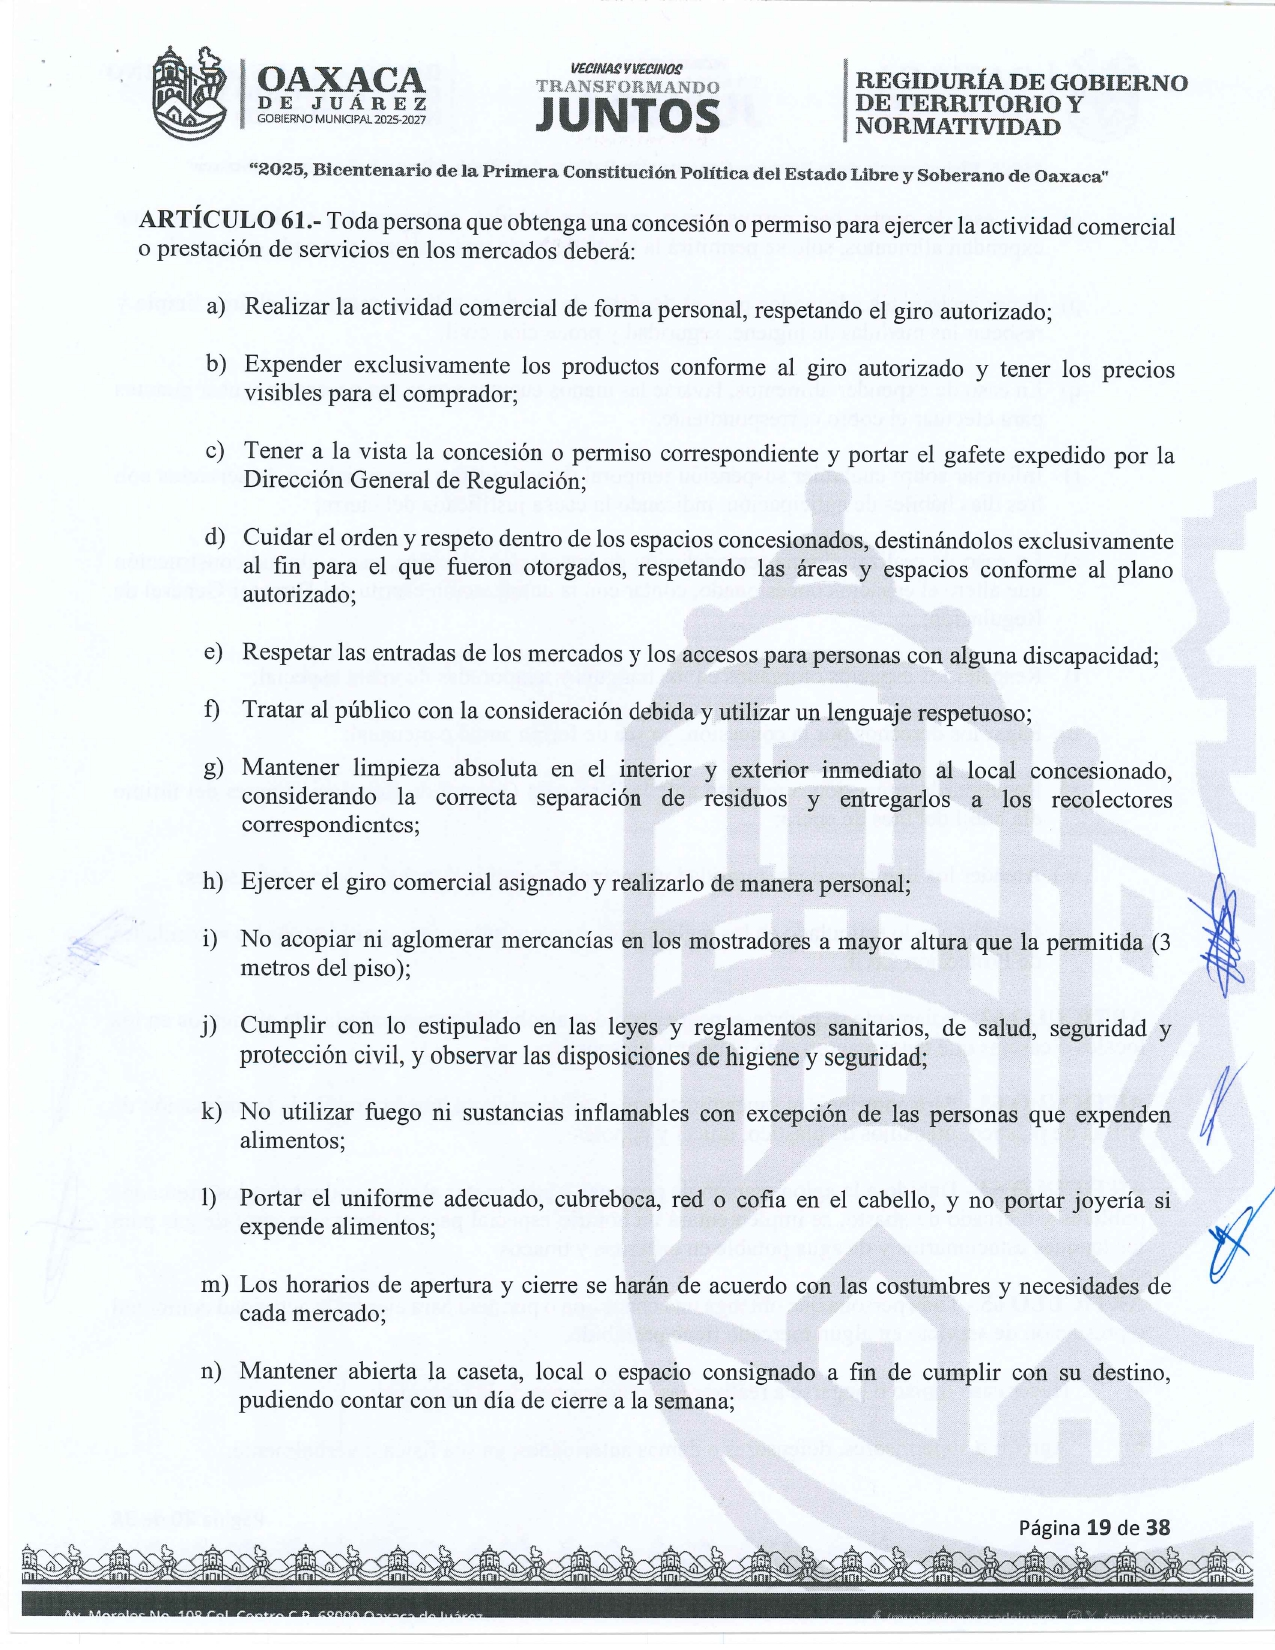 OAXACA
DE JUÁREZ
GOBIERNO MUNICIPAL 2025-2027
VECINAS Y VECINOS
TRANSFORMANDO
JUNTOS
REGIDURÍA DE GOBIERNO
DE TERRITORIO Y
NORMATIVIDAD
“2025, Bicentenario de la Primera Constitución Política del Estado Libre y Soberano de Oaxaca"
ARTÍCULO 61.- Toda persona que obtenga una concesión o permiso para ejercer la actividad comercial
o prestación de servicios en los mercados deberá:
a) Realizar la actividad comercial de forma personal, respetando el giro autorizado;
b) Expender exclusivamente los productos conforme al giro autorizado y tener los precios
visibles para el comprador;
c) Tener a la vista la concesión o permiso correspondiente y portar el gafete expedido por la
Dirección General de Regulación;
d) Cuidar el orden y respeto dentro de los espacios concesionados, destinándolos exclusivamente
al fin para el que fueron otorgados, respetando las áreas y espacios conforme al plano
autorizado;
e) Respetar las entradas de los mercados y los accesos para personas con alguna discapacidad;
f) Tratar al público con la consideración debida y utilizar un lenguaje respetuoso;
g) Mantener limpieza absoluta en el interior y exterior inmediato al local concesionado,
considerando la correcta separación de residuos y entregarlos a los recolectores
correspondientes;
h) Ejercer el giro comercial asignado y realizarlo de manera personal;
i) No acopiar ni aglomerar mercancías en los mostradores a mayor altura que la permitida (3
metros del piso);
j) Cumplir con lo estipulado en las leyes y reglamentos sanitarios, de salud, seguridad y
protección civil, y observar las disposiciones de higiene y seguridad;
k) No utilizar fuego ni sustancias inflamables con excepción de las personas que expenden
alimentos;
l) Portar el uniforme adecuado, cubreboca, red o cofia en el cabello, y no portar joyería si
expende alimentos;
m) Los horarios de apertura y cierre se harán de acuerdo con las costumbres y necesidades de
cada mercado;
n) Mantener abierta la caseta, local o espacio consignado a fin de cumplir con su destino,
pudiendo contar con un día de cierre a la semana;
Página 19 de 38
Av. Morelos No. 108 Col. Centro C.P. 68000 Oaxaca de Juárez